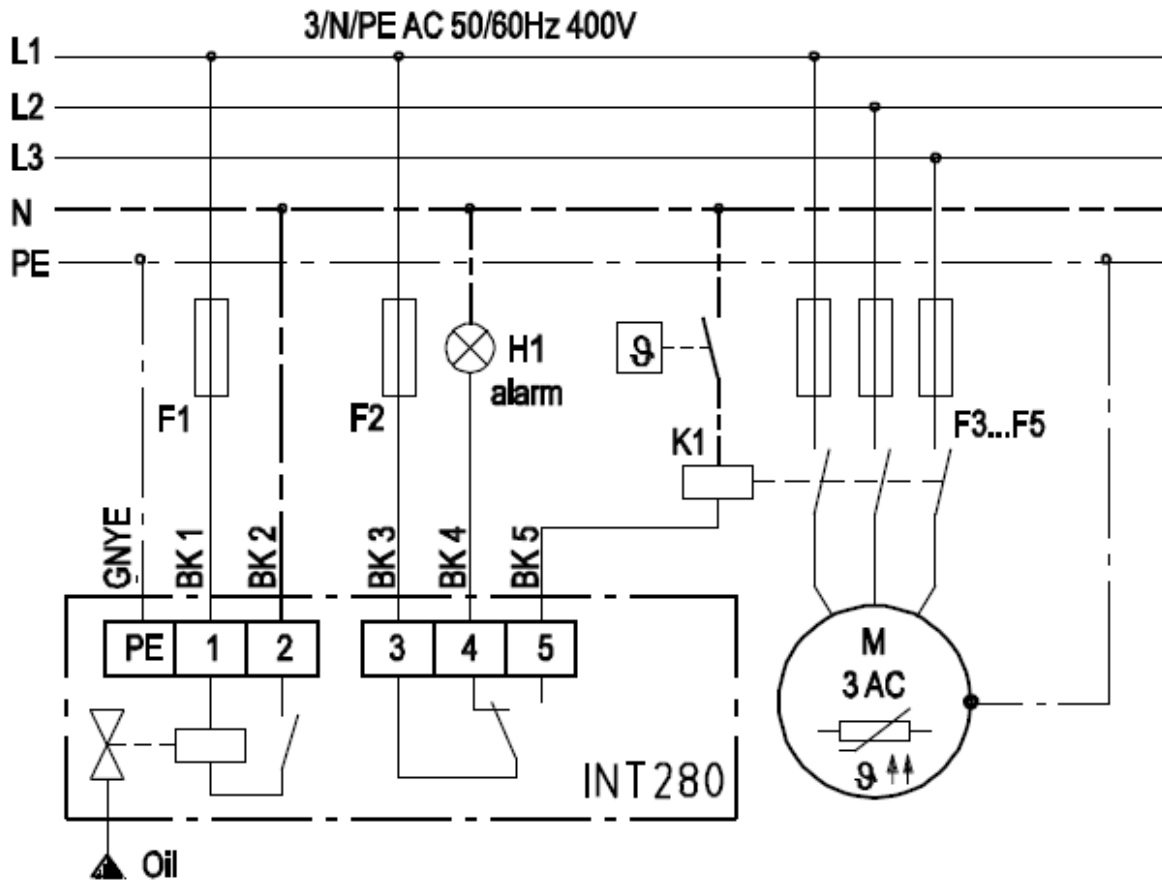 3/N/PE AC 50/60Hz 400V
L1
L2
L3
N
PE
F1
F2
H1
alarm
ϑ
K1
F3...F5
GNYE
BK 1
BK 2
BK 3
BK 4
BK 5
PE 1 2
3 4 5
M
3 AC
ϑ
INT280
Oil